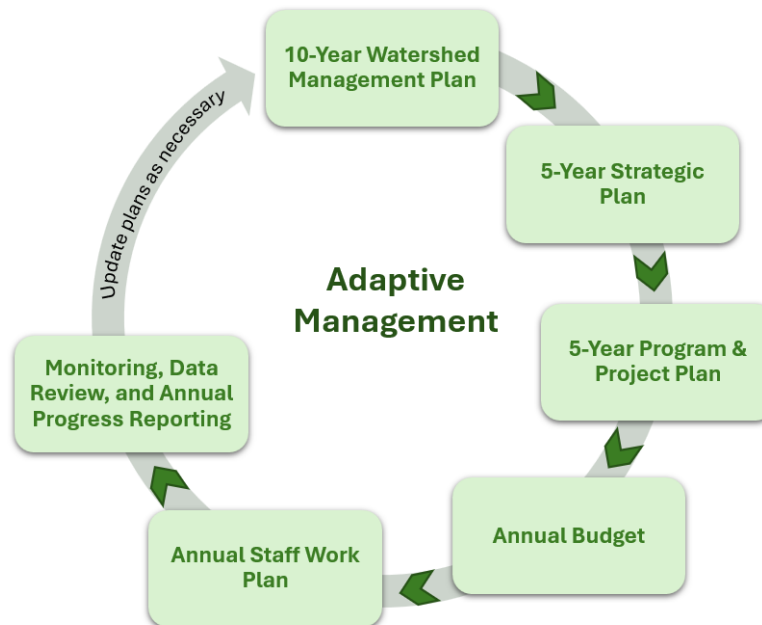 10-Year Watershed
Management Plan
5-Year Strategic
Plan
5-Year Program &
Project Plan
Annual Budget
Annual Staff Work
Plan
Monitoring, Data
Review, and Annual
Progress Reporting
Update plans as necessary
Adaptive
Management